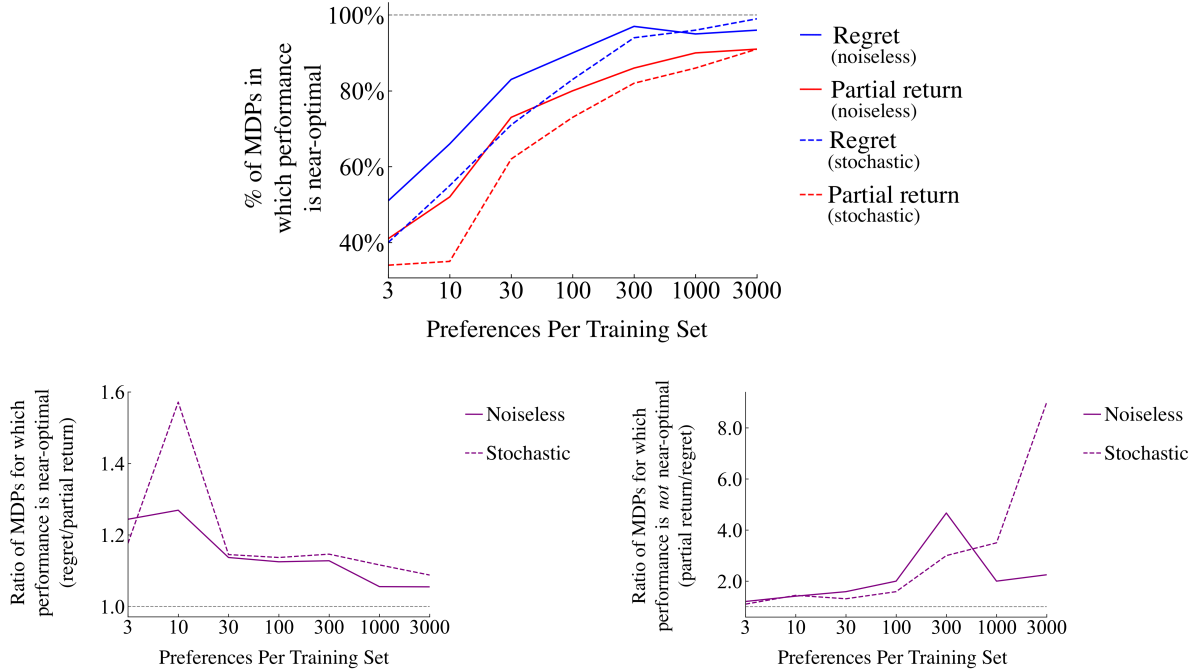 100%
80%
60%
40%
% of MDPs in
which performance
is near-optimal
3 10 30 100 300 1000 3000
Preferences Per Training Set
Regret
(noiseless)
Partial return
(noiseless)
Regret
(stochastic)
Partial return
(stochastic)
1.6
1.4
1.2
1.0
Ratio of MDPs for which
performance is near-optimal
(regret/partial return)
3 10 30 100 300 1000 3000
Preferences Per Training Set
Noiseless
Stochastic
8.0
6.0
4.0
2.0
Ratio of MDPs for which
performance is not near-optimal
(partial return/regret)
3 10 30 100 300 1000 3000
Preferences Per Training Set
Noiseless
Stochastic